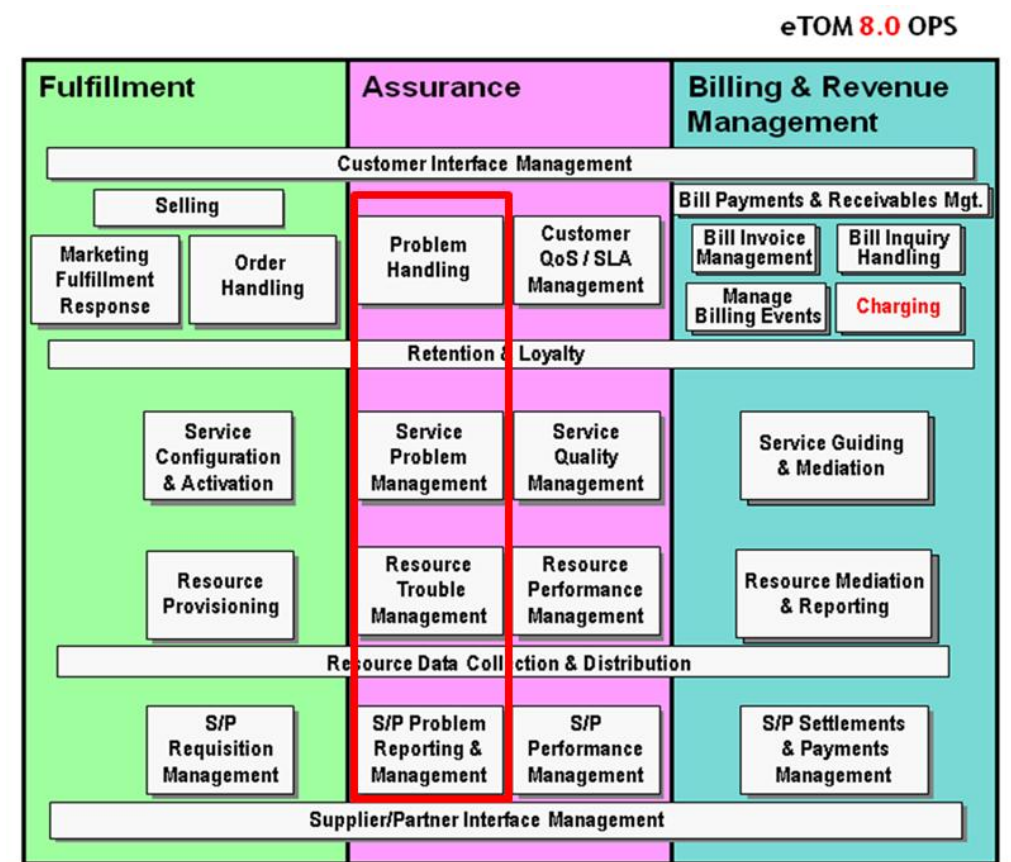 eTOM 8.0 OPS
Fulfillment
Assurance
Billing & Revenue
Management
Customer Interface Management
Selling
Marketing
Fulfillment
Response
Order
Handling
Problem
Handling
Customer
QoS / SLA
Management
Bill Payments & Receivables Mgt.
Bill Invoice
Management
Bill Inquiry
Handling
Manage
Billing Events
Charging
Retention & Loyalty
Service
Configuration
& Activation
Service
Problem
Management
Service
Quality
Management
Service Guiding
& Mediation
Resource
Provisioning
Resource
Trouble
Management
Resource
Performance
Management
Resource Mediation
& Reporting
Resource Data Collection & Distribution
S/P
Requisition
Management
S/P Problem
Reporting &
Management
S/P
Performance
Management
S/P Settlements
& Payments
Management
Supplier/Partner Interface Management